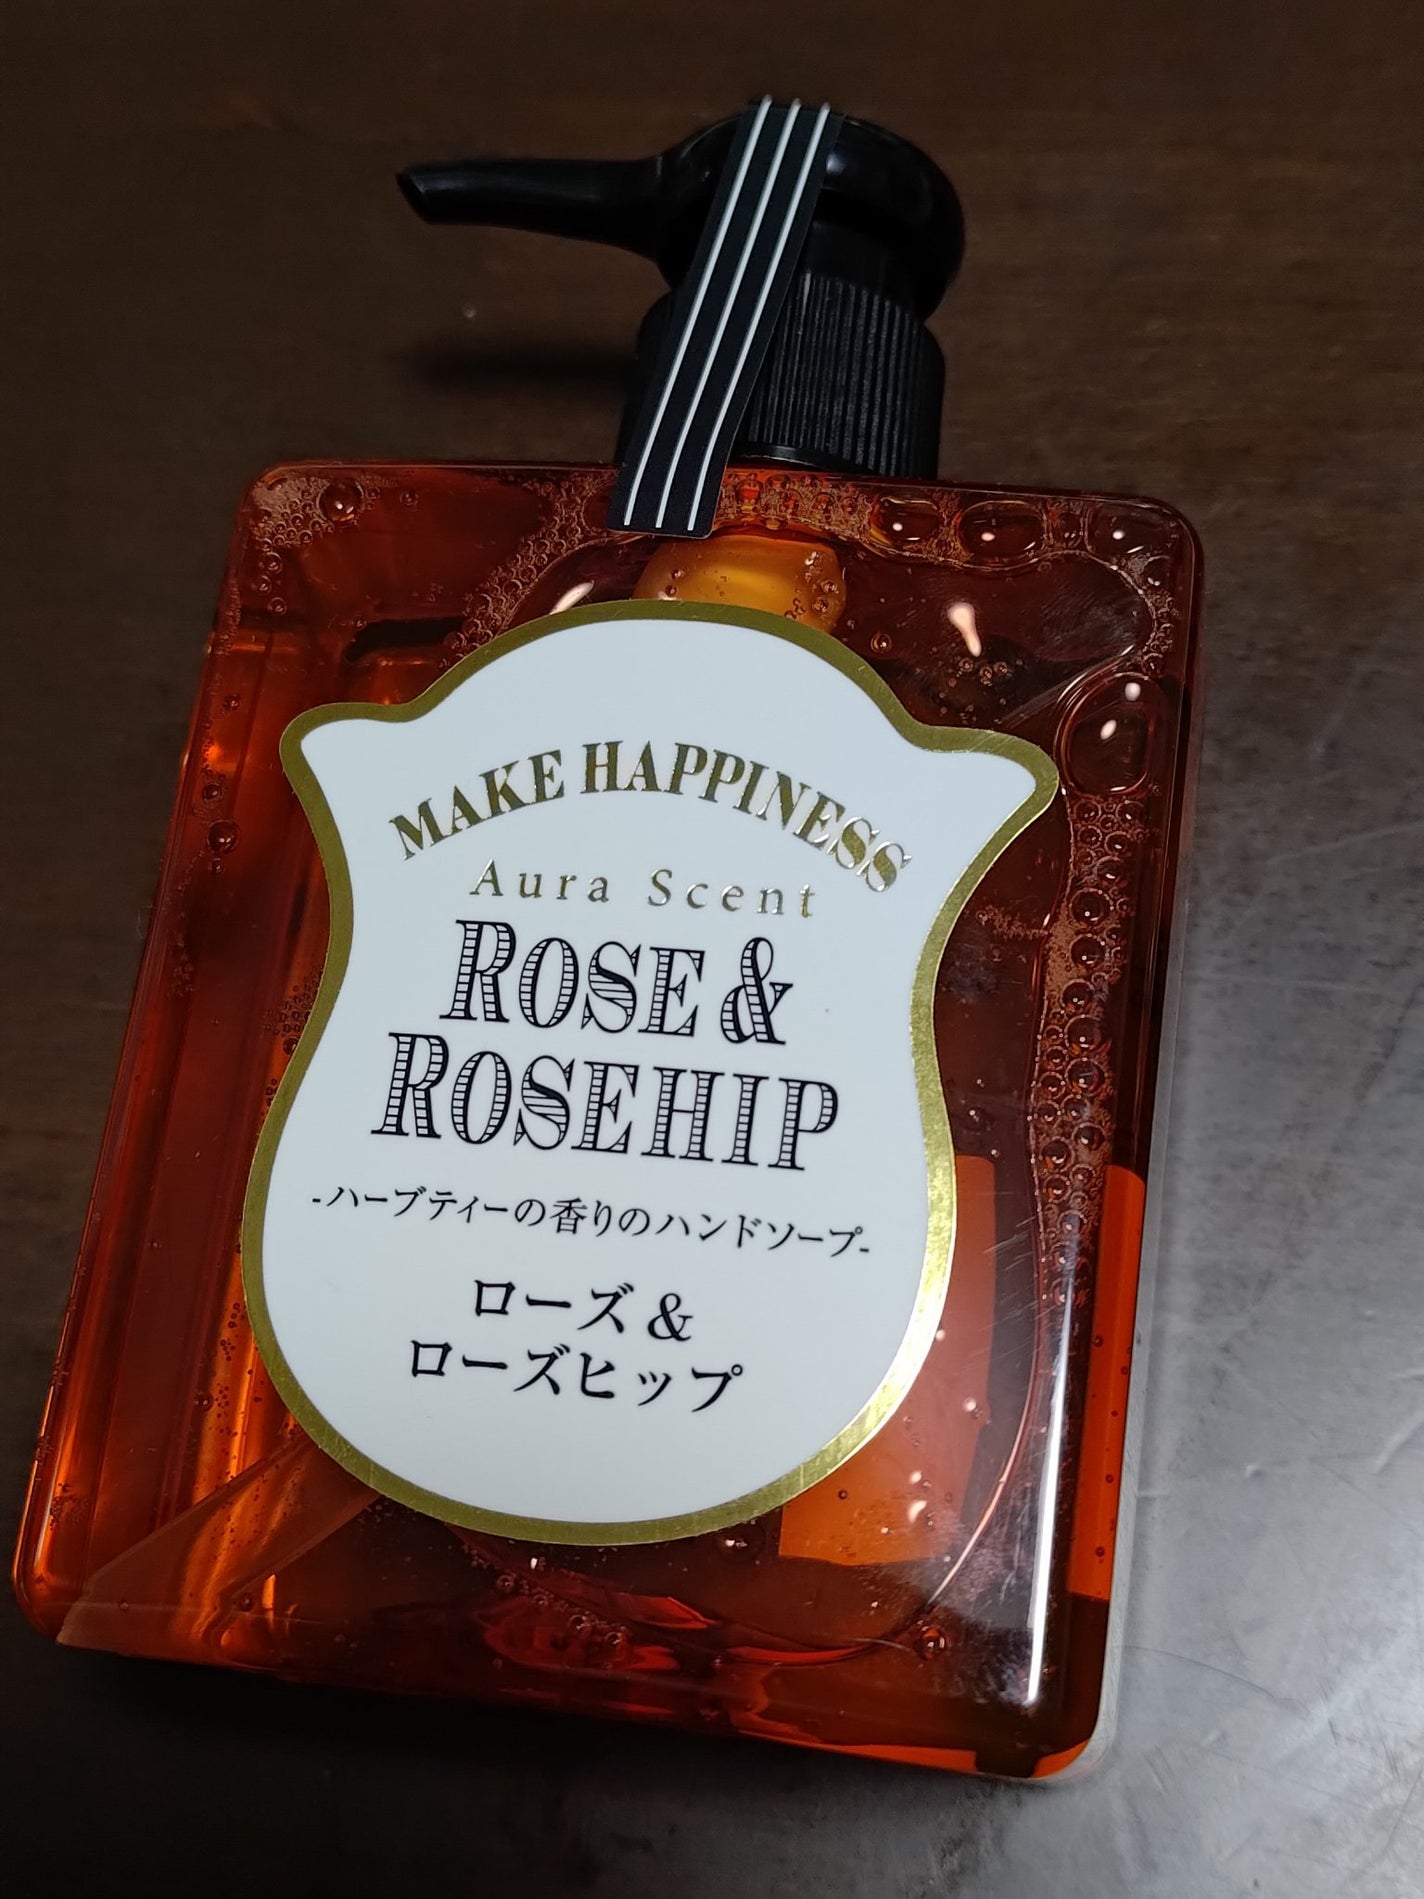 MAKE HAPPINESS
Aura Scent
ROSE &
ROSEHIP
-ハーブティーの香りのハンドソープ-
ローズ &
ローズヒップ